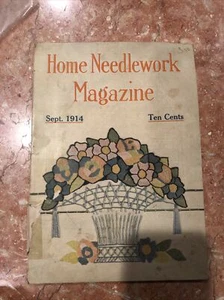 Home Needlework
Magazine
Sept. 1914 Ten Cents